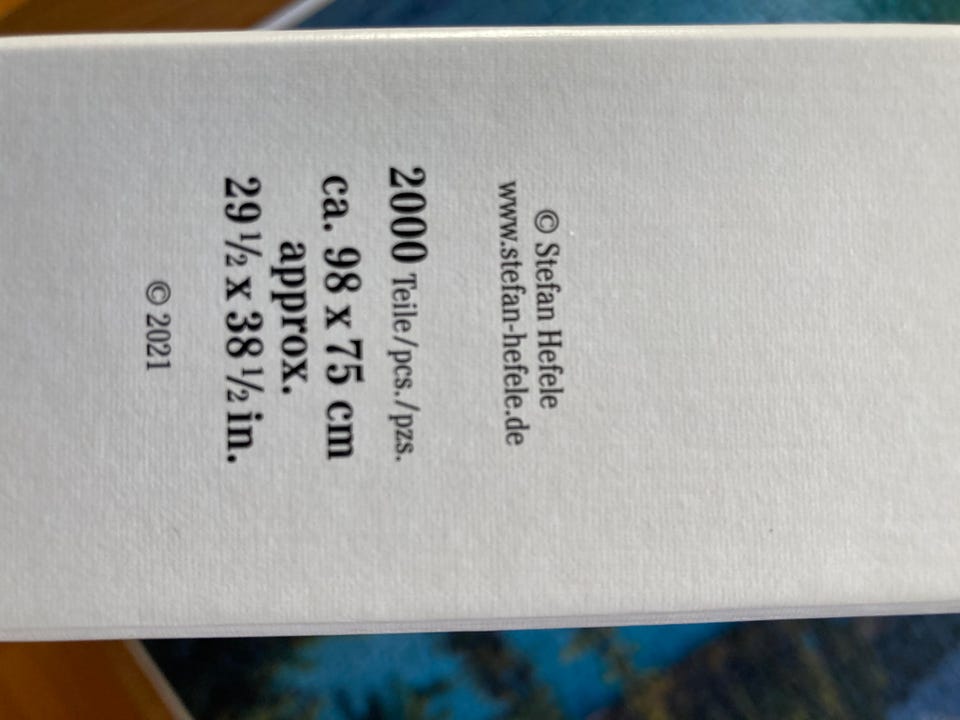 © Stefan Hefele
www.stefan-hefele.de
2000 Teile/pcs./pzs.
ca. 98 x 75 cm
approx.
29 ½ x 38 ½ in.
© 2021